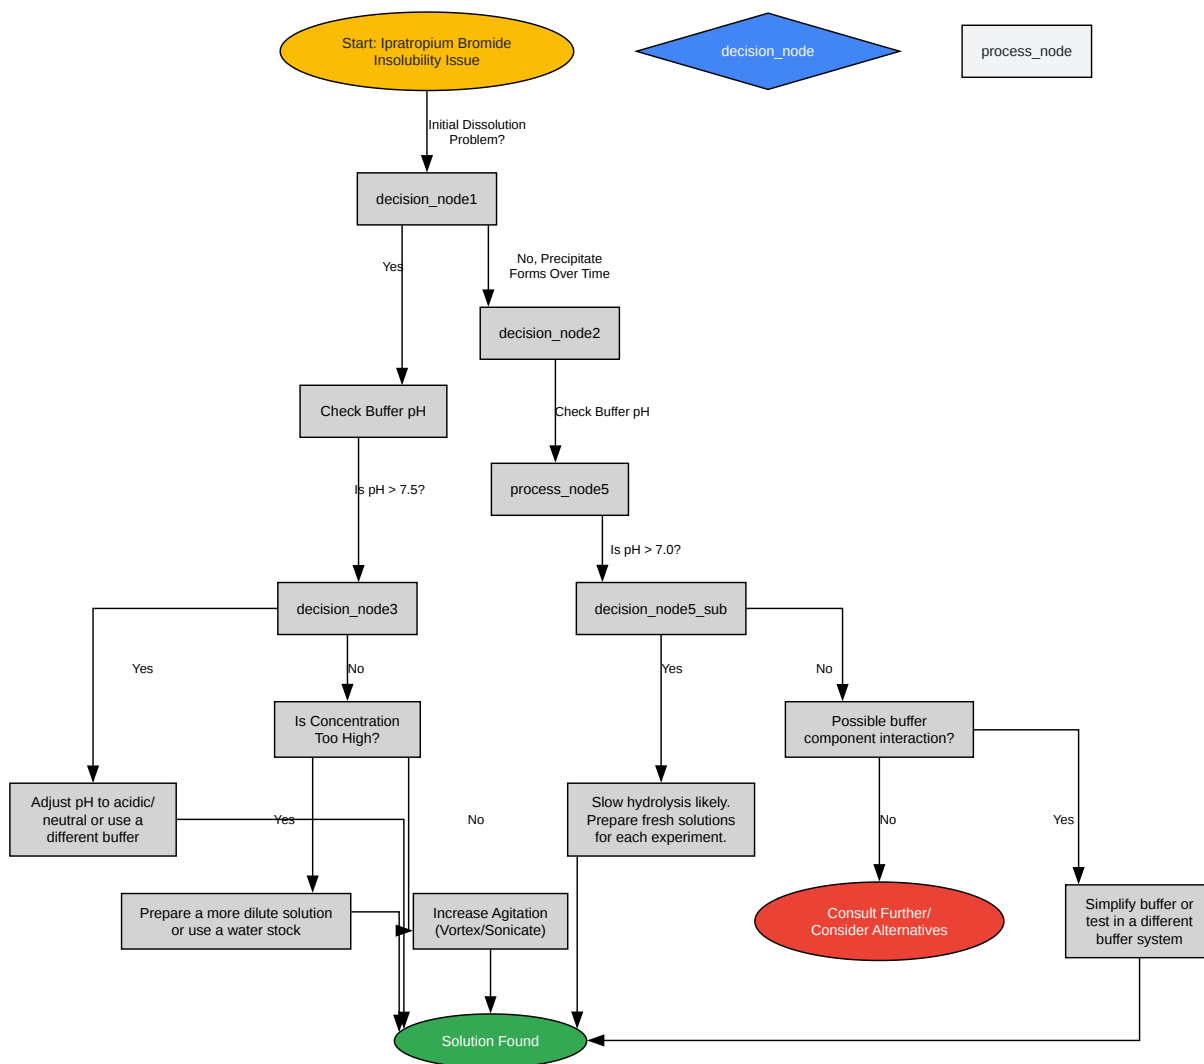 Start: Ipratropium Bromide
Insolubility Issue
decision_node
process_node
Initial Dissolution
Problem?
decision_node1
Yes
No, Precipitate
Forms Over Time
decision_node2
Check Buffer pH
Check Buffer pH
Is pH > 7.5?
process_node5
Is pH > 7.0?
decision_node3
decision_node5_sub
Yes
No
Yes
No
Is Concentration
Too High?
Possible buffer
component interaction?
Adjust pH to acidic/
neutral or use a
different buffer
Yes
No
Slow hydrolysis likely.
Prepare fresh solutions
for each experiment.
No
Yes
Prepare a more dilute solution
or use a water stock
Increase Agitation
(Vortex/Sonicate)
Consult Further/
Consider Alternatives
Simplify buffer or
test in a different
buffer system
Solution Found